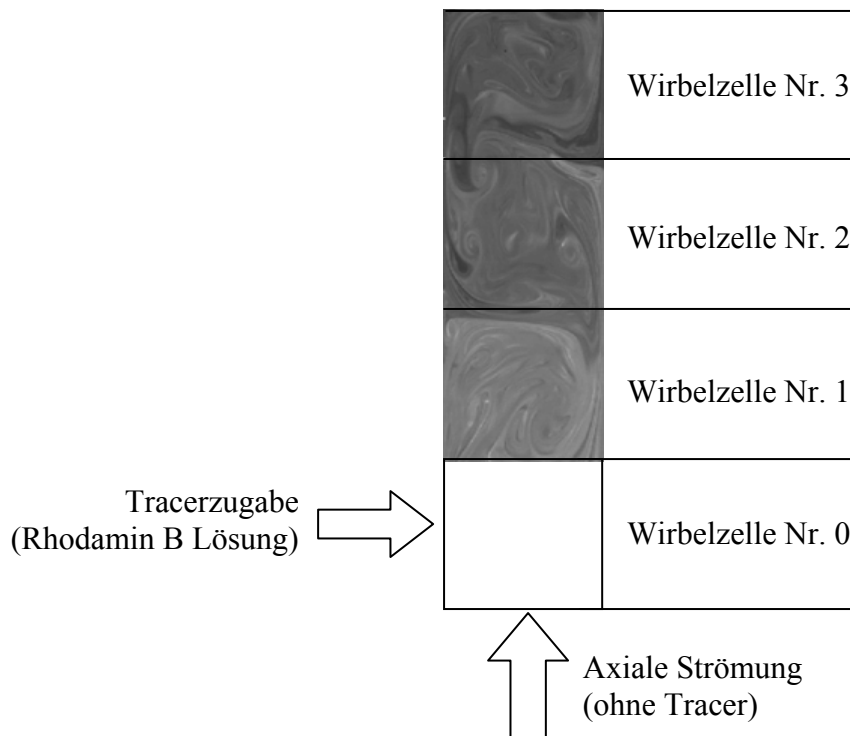 Wirbelzelle Nr. 3
Wirbelzelle Nr. 2
Wirbelzelle Nr. 1
Tracerzugabe
(Rhodamin B Lösung)
Wirbelzelle Nr. 0
Axiale Strömung
(ohne Tracer)